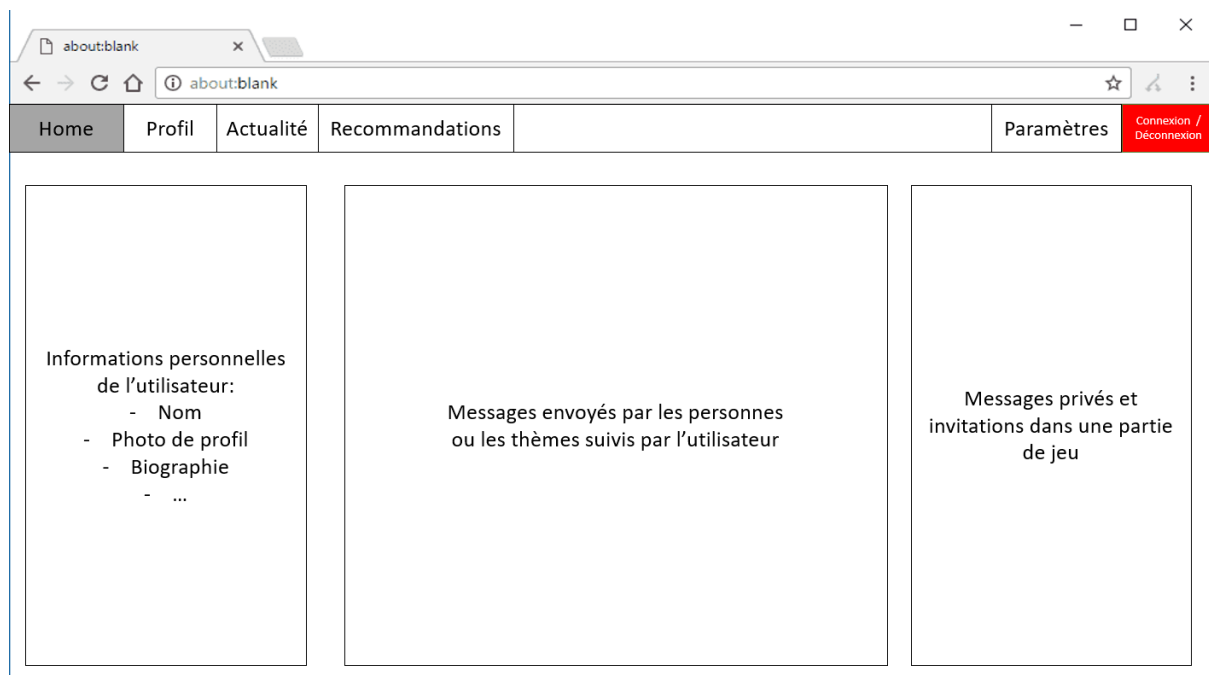 about:blank
about:blank
Home
Profil
Actualité
Recommandations
Paramètres
Connexion /
Déconnexion
Informations personnelles
de l’utilisateur:
- Nom
- Photo de profil
- Biographie
- ...
Messages envoyés par les personnes
ou les thèmes suivis par l’utilisateur
Messages privés et
invitations dans une partie
de jeu